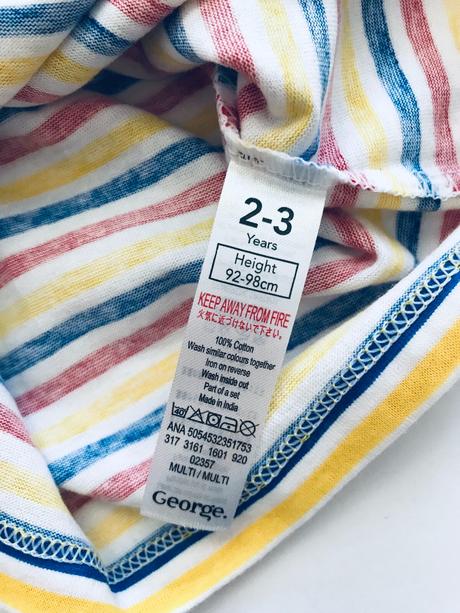 2-3
Years
Height
92-98cm
KEEP AWAY FROM FIRE
火気に近づけないで下さい。
100% Cotton
Wash similar colours together
Iron on reverse
Wash inside out
Part of a set
Made in India
40
ANA 5054532351753
317 3161 1601 920
02357
MULTI / MULTI
George.